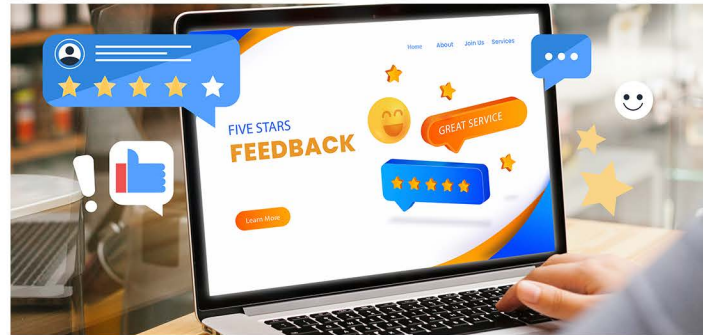 Home About Join Us Services
FIVE STARS
FEEDBACK
GREAT SERVICE
Learn More